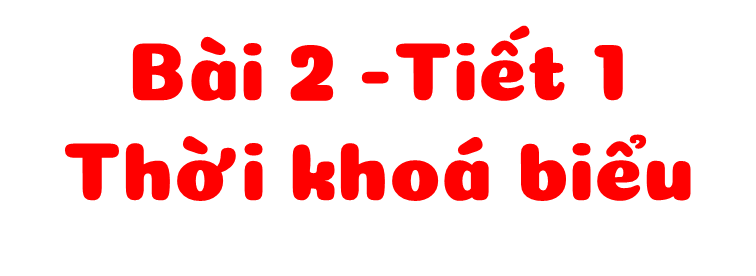 Bài 2 -Tiết 1
Thời khoá biểu